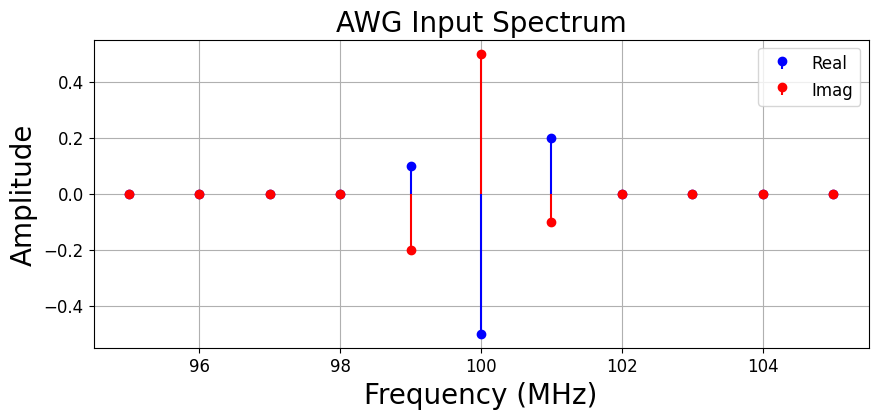 AWG Input Spectrum
Real
Imag
Amplitude
0.4
0.2
0.0
−0.2
−0.4
96 98 100 102 104
Frequency (MHz)